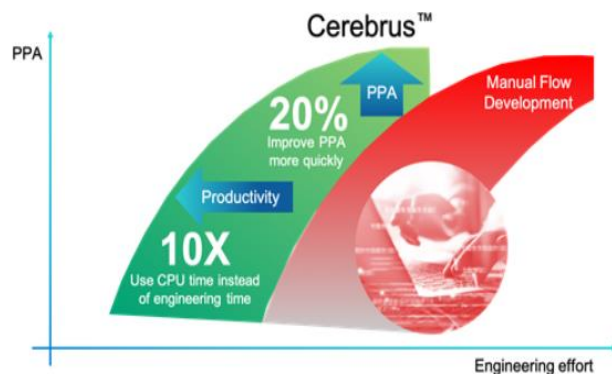 Cerebrus™
PPA
PPA
Manual Flow
Development
20%
Improve PPA
more quickly
Productivity
10X
Use CPU time instead
of engineering time
Engineering effort